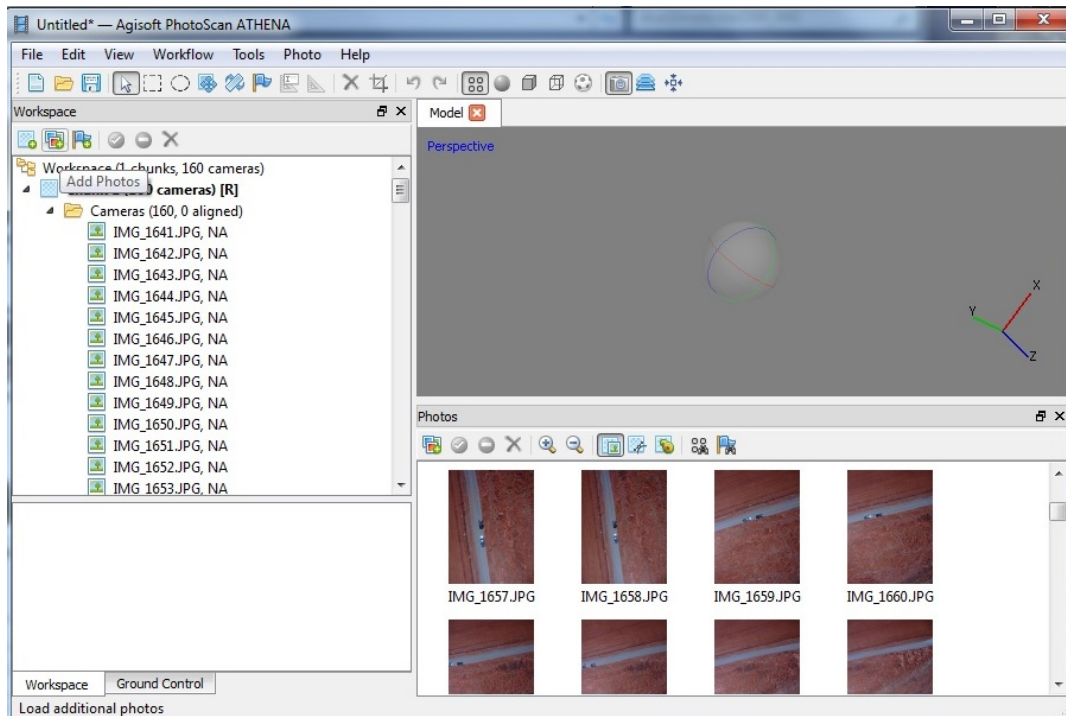 Untitled* — Agisoft PhotoScan ATHENA
File Edit View Workflow Tools Photo Help
Workspace
Workspace (1 chunks, 160 cameras)
Add Photos
0 cameras) [R]
Cameras (160, 0 aligned)
IMG_1641.JPG, NA
IMG_1642.JPG, NA
IMG_1643.JPG, NA
IMG_1644.JPG, NA
IMG_1645.JPG, NA
IMG_1646.JPG, NA
IMG_1647.JPG, NA
IMG_1648.JPG, NA
IMG_1649.JPG, NA
IMG_1650.JPG, NA
IMG_1651.JPG, NA
IMG_1652.JPG, NA
IMG_1653.JPG, NA
Workspace Ground Control
Load additional photos
Model
Perspective
X
Y
Z
Photos
IMG_1657.JPG IMG_1658.JPG IMG_1659.JPG IMG_1660.JPG